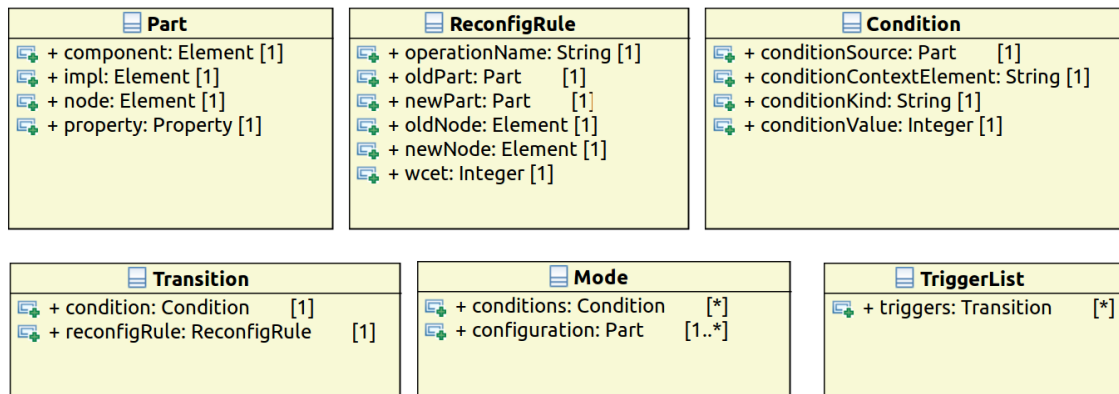 Part
+ component: Element [1]
+ impl: Element [1]
+ node: Element [1]
+ property: Property [1]
ReconfigRule
+ operationName: String [1]
+ oldPart: Part [1]
+ newPart: Part [1]
+ oldNode: Element [1]
+ newNode: Element [1]
+ wcet: Integer [1]
Condition
+ conditionSource: Part [1]
+ conditionContextElement: String [1]
+ conditionKind: String [1]
+ conditionValue: Integer [1]
Transition
+ condition: Condition [1]
+ reconfigRule: ReconfigRule [1]
Mode
+ conditions: Condition [*]
+ configuration: Part [1..*]
TriggerList
+ triggers: Transition [*]